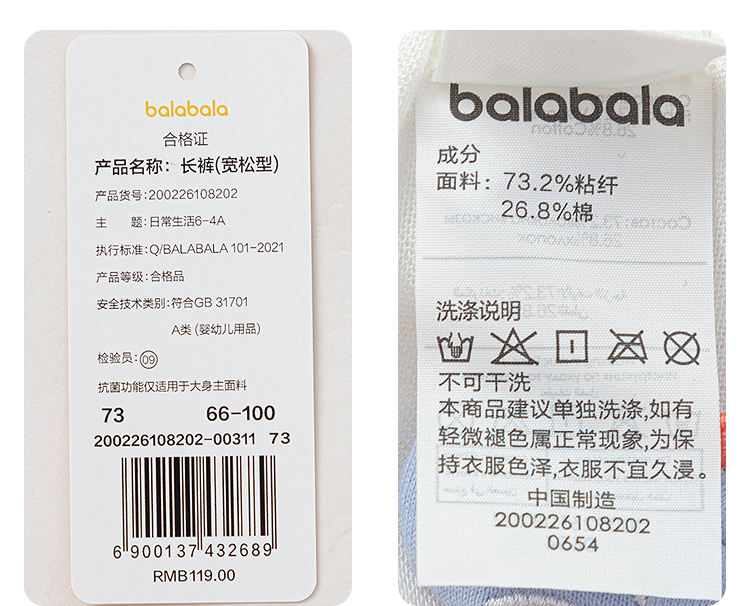 balabala
合格证
产品名称：长裤(宽松型)
产品货号:200226108202
主 题:日常生活6-4A
执行标准:Q/BALABALA 101-2021
产品等级:合格品
安全技术类别:符合GB 31701
A类 (婴幼儿用品)
检验员:09
抗菌功能仅适用于大身主面料
73 66-100
200226108202-00311 73
6 900137 432689
RMB119.00
balabala
成分
面料：73.2%粘纤
26.8%棉
洗涤说明
不可干洗
本商品建议单独洗涤,如有
轻微褪色属正常现象,为保
持衣服色泽,衣服不宜久浸。
中国制造
200226108202
0654